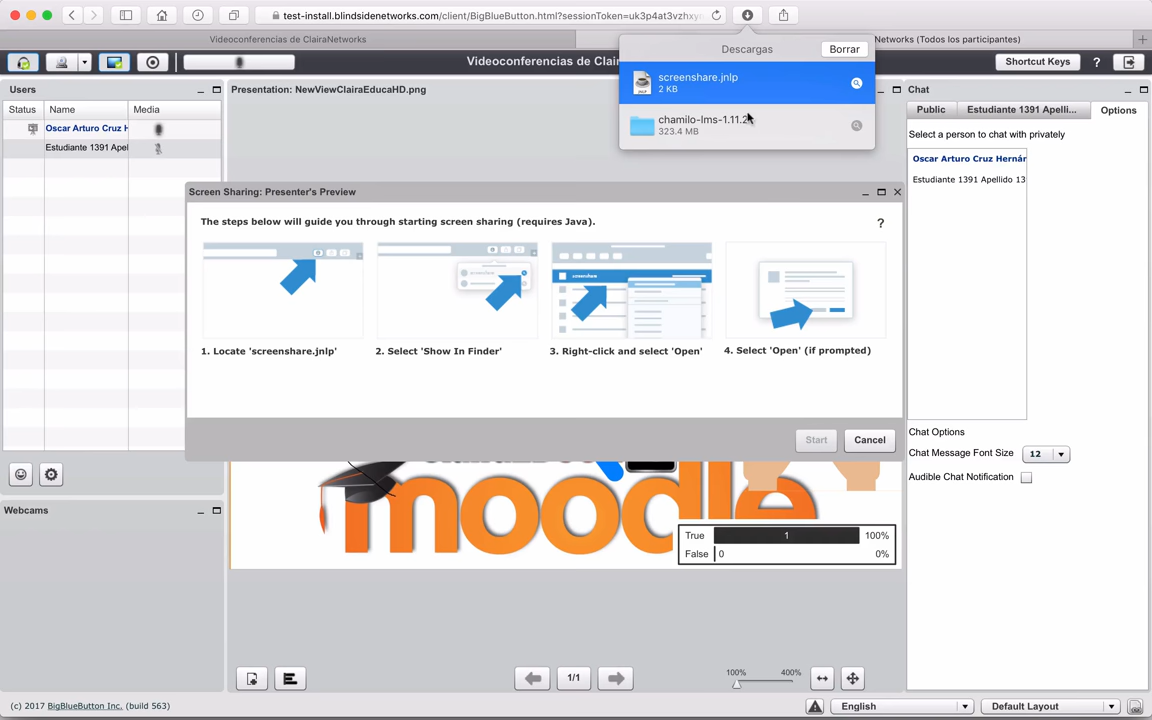 test-install.blindsidenetworks.com/client/BigBlueButton.html?sessionToken=uk3p4at3vzhxy
Videoconferencias de ClairaNetworks
Networks (Todos los participantes)
Descargas
Borrar
screenshare.jnlp
2 KB
chamilo-lms-1.11.2
323.4 MB
JNLP
Videoconferencias de Clai
Shortcut Keys
?
Users
Status
Name
Media
Oscar Arturo Cruz H
Estudiante 1391 Apel
Presentation: NewViewClairaEducaHD.png
Chat
Public
Estudiante 1391 Apelli...
Options
Select a person to chat with privately
Oscar Arturo Cruz Hernár
Estudiante 1391 Apellido 13
Screen Sharing: Presenter's Preview
The steps below will guide you through starting screen sharing (requires Java).
?
1. Locate 'screenshare.jnlp'
2. Select 'Show In Finder'
3. Right-click and select 'Open'
4. Select 'Open' (if prompted)
Start
Cancel
Chat Options
Chat Message Font Size
12
Audible Chat Notification
Webcams
moodle
True
1
100%
False
0
0%
1/1
100%
400%
(c) 2017 BigBlueButton Inc. (build 563)
English
Default Layout